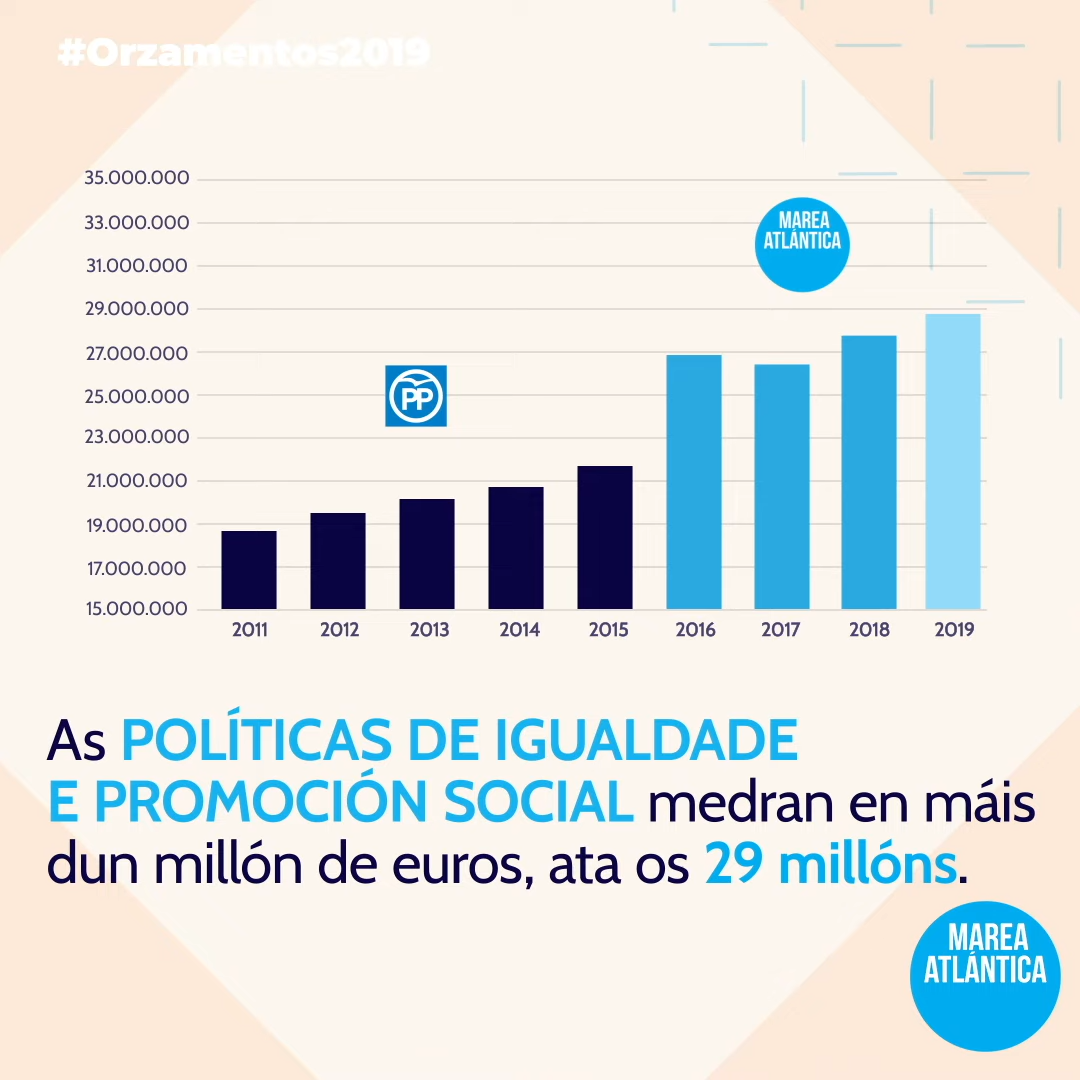 #Orzamentos2019
35.000.000
33.000.000
31.000.000
29.000.000
27.000.000
25.000.000
23.000.000
21.000.000
19.000.000
17.000.000
15.000.000
MAREA
ATLÁNTICA
PP
2011 2012 2013 2014 2015 2016 2017 2018 2019
As POLÍTICAS DE IGUALDADE
E PROMOCIÓN SOCIAL medran en máis
dun millón de euros, ata os 29 millóns.
MAREA
ATLÁNTICA